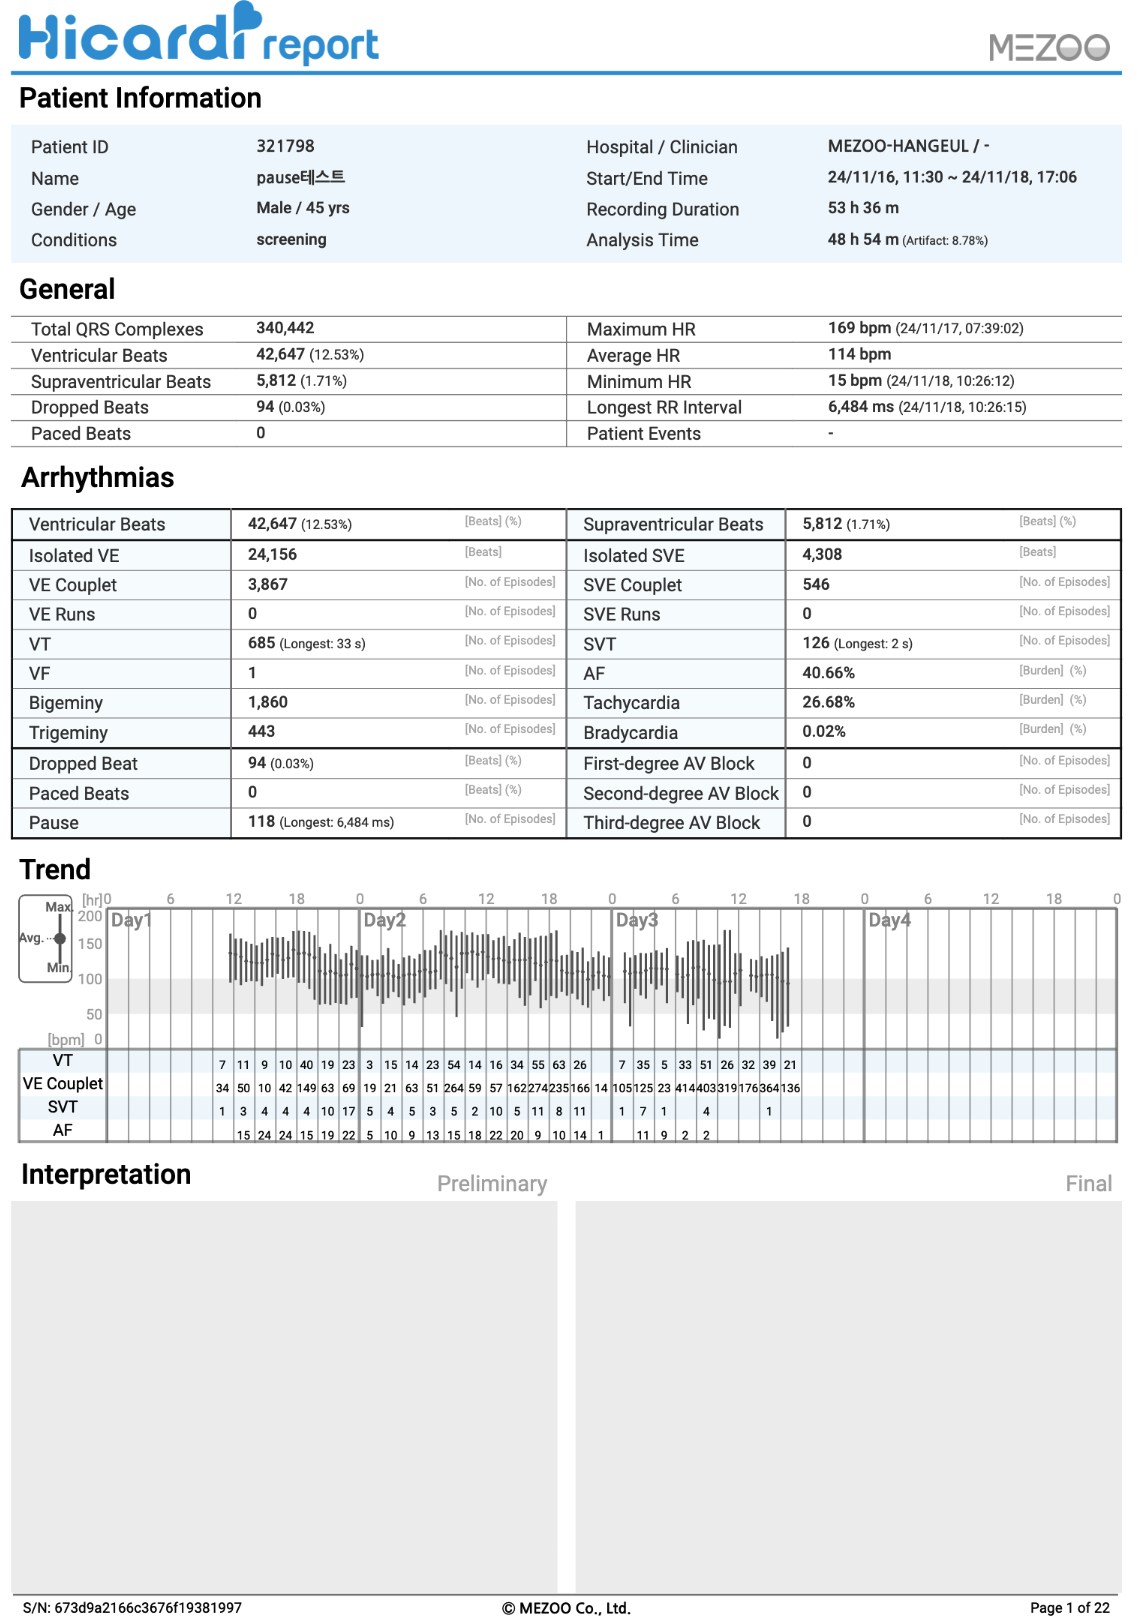 Hicardi report
MEZOO
Patient Information
Patient ID 321798 Hospital / Clinician MEZOO-HANGEUL / -
Name pause테스트 Start/End Time 24/11/16, 11:30 ~ 24/11/18, 17:06
Gender / Age Male / 45 yrs Recording Duration 53 h 36 m
Conditions screening Analysis Time 48 h 54 m (Artifact: 8.78%)
General
Total QRS Complexes 340,442 Maximum HR 169 bpm (24/11/17, 07:39:02)
Ventricular Beats 42,647 (12.53%) Average HR 114 bpm
Supraventricular Beats 5,812 (1.71%) Minimum HR 15 bpm (24/11/18, 10:26:12)
Dropped Beats 94 (0.03%) Longest RR Interval 6,484 ms (24/11/18, 10:26:15)
Paced Beats 0 Patient Events -
Arrhythmias
Ventricular Beats 42,647 (12.53%) [Beats] (%) Supraventricular Beats 5,812 (1.71%) [Beats] (%)
Isolated VE 24,156 [Beats] Isolated SVE 4,308 [Beats]
VE Couplet 3,867 [No. of Episodes] SVE Couplet 546 [No. of Episodes]
VE Runs 0 [No. of Episodes] SVE Runs 0 [No. of Episodes]
VT 685 (Longest: 33 s) [No. of Episodes] SVT 126 (Longest: 2 s) [No. of Episodes]
VF 1 [No. of Episodes] AF 40.66% [Burden] (%)
Bigeminy 1,860 [No. of Episodes] Tachycardia 26.68% [Burden] (%)
Trigeminy 443 [No. of Episodes] Bradycardia 0.02% [Burden] (%)
Dropped Beat 94 (0.03%) [Beats] (%) First-degree AV Block 0 [No. of Episodes]
Paced Beats 0 [Beats] (%) Second-degree AV Block 0 [No. of Episodes]
Pause 118 (Longest: 6,484 ms) [No. of Episodes] Third-degree AV Block 0 [No. of Episodes]
Trend
[hr] 0 6 12 18 0 6 12 18 0 6 12 18 0 6 12 18 0
Max. 200 Day1 Day2 Day3 Day4
Avg. 150
Min. 100
50
[bpm] 0
VT 7 11 9 10 40 19 23 3 15 14 23 54 14 16 34 55 63 26 7 35 5 33 51 26 32 39 21
VE Couplet 34 50 10 42 149 63 69 19 21 63 51 264 59 57 162 274 235 166 14 105 125 23 414 403 319 176 364 136
SVT 1 3 4 4 4 10 17 5 4 5 3 5 2 10 5 11 8 11 1 7 1 4 1
AF 15 24 24 15 19 22 5 10 9 13 15 18 22 20 9 10 14 1 11 9 2 2
Interpretation
Preliminary Final
S/N: 673d9a2166c3676f19381997 © MEZOO Co., Ltd. Page 1 of 22